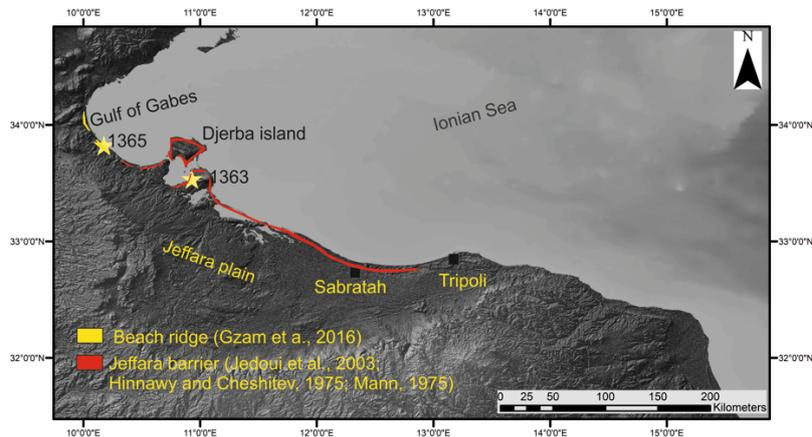 10°0'0"E 11°0'0"E 12°0'0"E 13°0'0"E 14°0'0"E 15°0'0"E
N
Gulf of Gabes
Ionian Sea
34°0'0"N 34°0'0"N
1365
Djerba island
1363
33°0'0"N 33°0'0"N
Jeffara plain
Sabratah
Tripoli
Beach ridge (Gzam et a., 2016)
32°0'0"N 32°0'0"N
Jeffara barrier (Jedoui et al., 2003;
Hinnawy and Cheshitev, 1975; Mann, 1975)
0 25 50 100 150 200
Kilometers
10°0'0"E 11°0'0"E 12°0'0"E 13°0'0"E 14°0'0"E 15°0'0"E